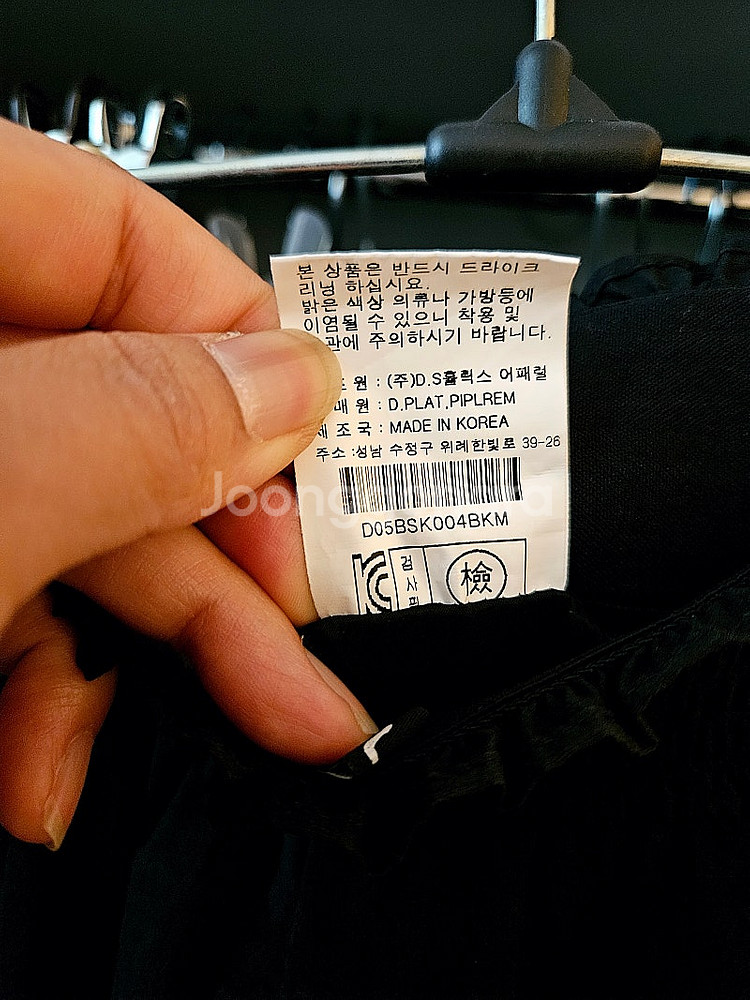 본 상품은 반드시 드라이크
리닝 하십시요.
밝은 색상 의류나 가방등에
이염될 수 있으니 착용 및
관에 주의하시기 바랍니다.
원 : (주)D.S홀릭스 어패럴
매 원 : D.PLAT,PIPLREM
제 조 국 : MADE IN KOREA
주소 :성남 수정구 위례한빛로 39-26
D05BSK004BKM
검
사
檢